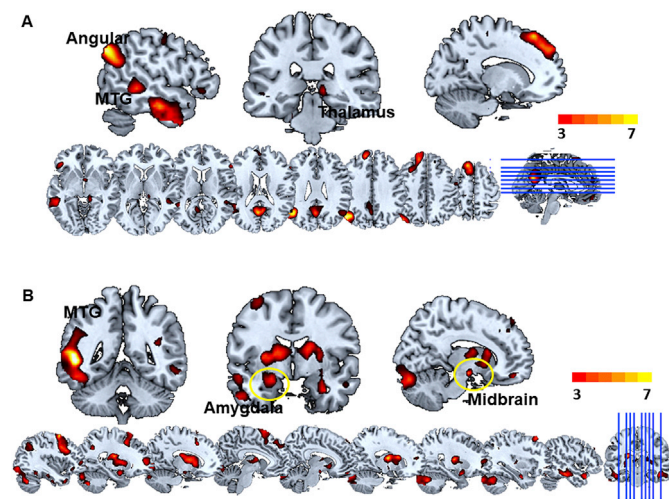 A
Angular
MTG
Thalamus
3 7
B
MTG
Amygdala
Midbrain
3 7